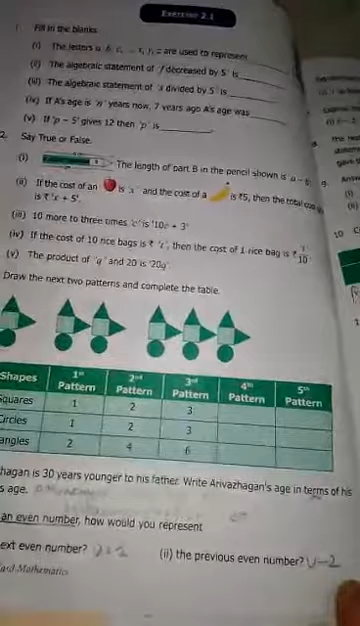 Exercise 2.1
Fill in the blanks.
(i) The letters a, b, c, ... x, y, z are used to represent
(ii) The algebraic statement of 'f decreased by 5' is
(iii) The algebraic statement of 's divided by 5' is
(iv) If A's age is 'n' years now, 7 years ago A's age was
(v) If 'p – 5' gives 12 then 'p' is
2. Say True or False.
(i) The length of part B in the pencil shown is 'a – b'.
(ii) If the cost of an is 'x' and the cost of a is ₹5, then the total cost
is ₹'x + 5'.
(iii) 10 more to three times 'c' is '10c + 3'
(iv) If the cost of 10 rice bags is ₹ 't', then the cost of 1 rice bag is ₹ t/10
(v) The product of 'q' and 20 is '20q'
Draw the next two patterns and complete the table.
Shapes 1st Pattern 2nd Pattern 3rd Pattern 4th Pattern 5th Pattern
quares 1 2 3
ircles 1 2 3
angles 2 4 6
hagan is 30 years younger to his father. Write Arivazhagan's age in terms of his
s age.
an even number, how would you represent
ext even number? (ii) the previous even number? v–2
ard Mathematics
9.
10